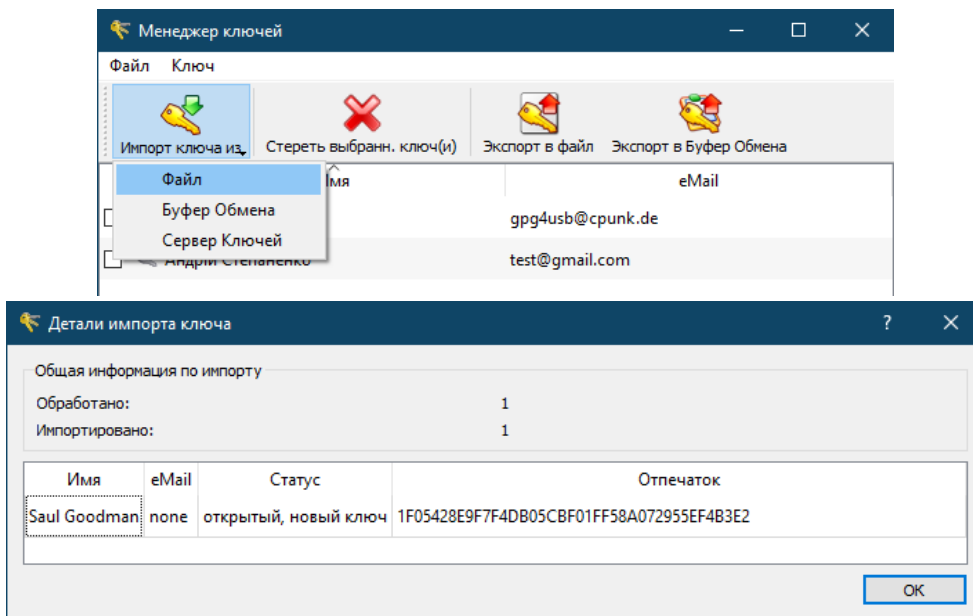 Менеджер ключей
Файл Ключ
Импорт ключа из Стереть выбранн. ключ(и) Экспорт в файл Экспорт в Буфер Обмена
Файл
Имя eMail
Буфер Обмена
gpg4usb@cpunk.de
Сервер Ключей
Андрій Степаненко test@gmail.com
Детали импорта ключа
Общая информация по импорту
Обработано: 1
Импортировано: 1
Имя eMail Статус Отпечаток
Saul Goodman none открытый, новый ключ 1F05428E9F7F4DB05CBF01FF58A072955EF4B3E2
OK